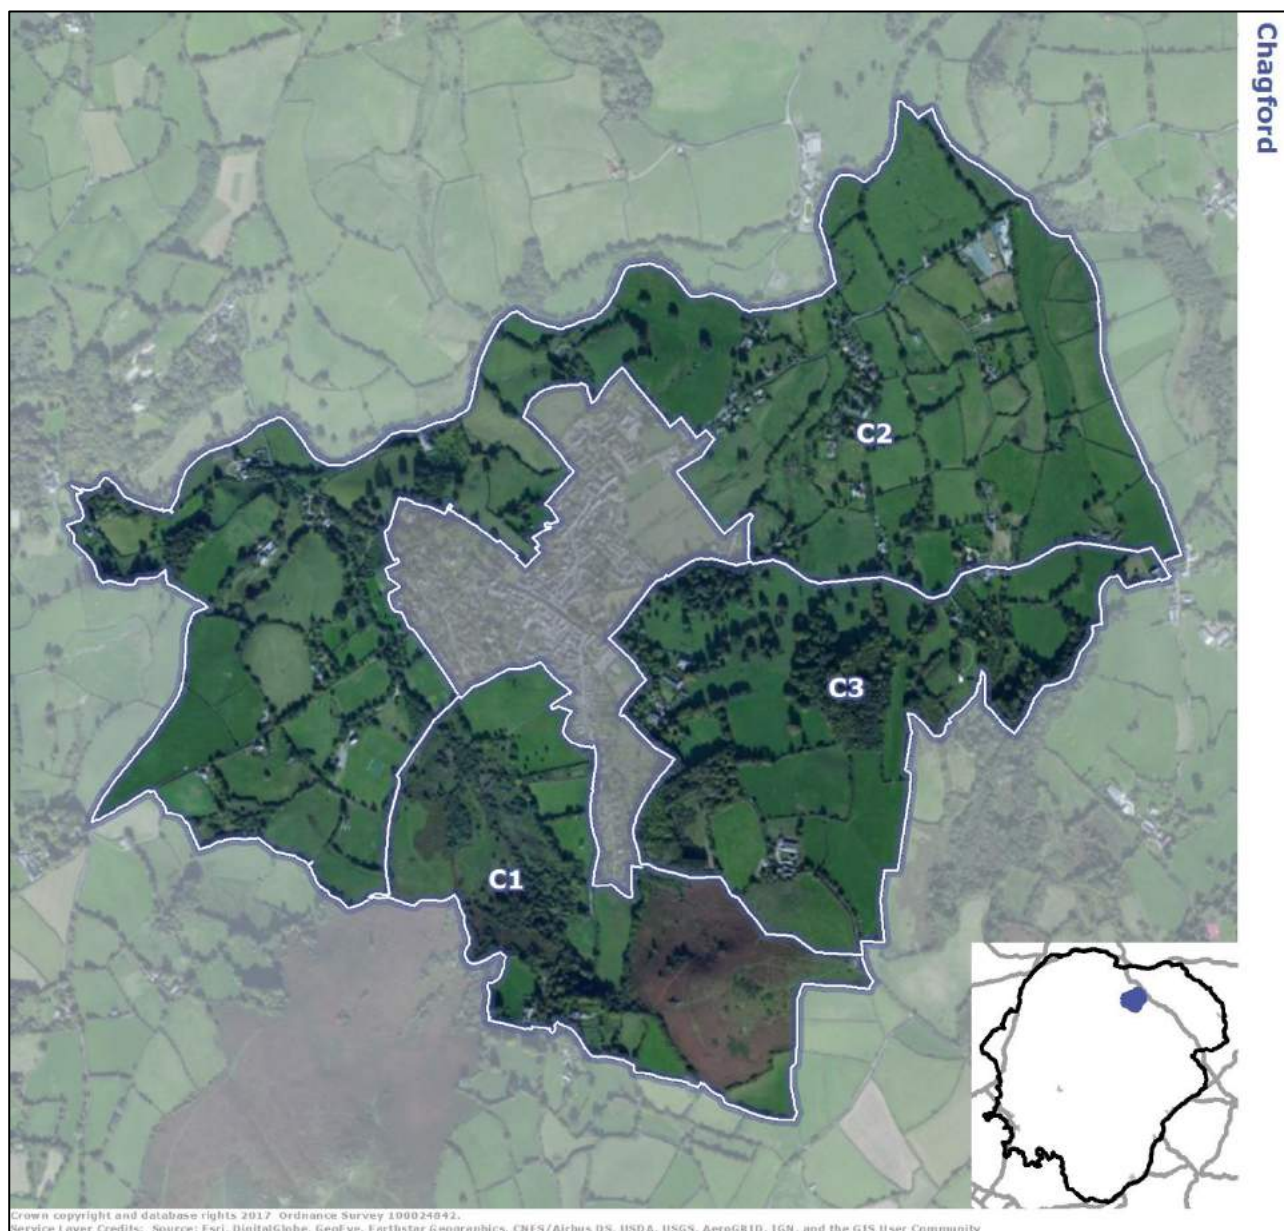 Chagford
C2
C3
C1
Crown copyright and database rights 2017 Ordnance Survey 100024842.
Service Layer Credits: Source: Esri, DigitalGlobe, GeoEye, Earthstar Geographics, CNES/Airbus DS, USDA, USGS, AeroGRID, IGN, and the GIS User Community